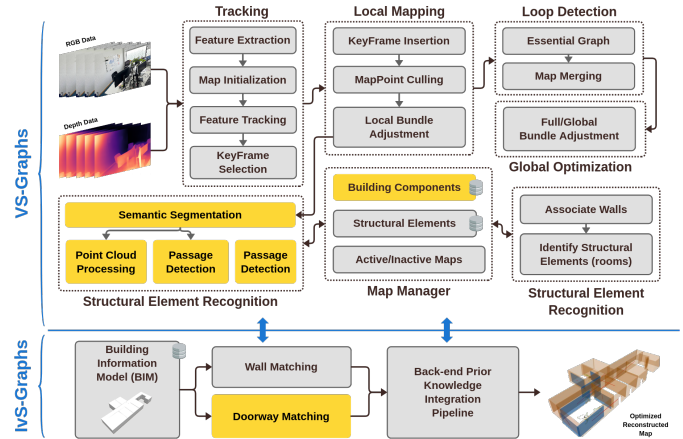 Tracking
Local Mapping
Loop Detection
RGB Data
Feature Extraction
Map Initialization
Feature Tracking
KeyFrame
Selection
KeyFrame Insertion
MapPoint Culling
Local Bundle
Adjustment
Essential Graph
Map Merging
Full/Global
Bundle Adjustment
Global Optimization
Depth Data
VS-Graphs
Semantic Segmentation
Point Cloud
Processing
Passage
Detection
Passage
Detection
Structural Element Recognition
Building Components
Structural Elements
Active/Inactive Maps
Map Manager
Associate Walls
Identify Structural
Elements (rooms)
Structural Element
Recognition
IvS-Graphs
Building
Information
Model (BIM)
Wall Matching
Doorway Matching
Back-end Prior
Knowledge
Integration
Pipeline
Optimized
Reconstructed
Map